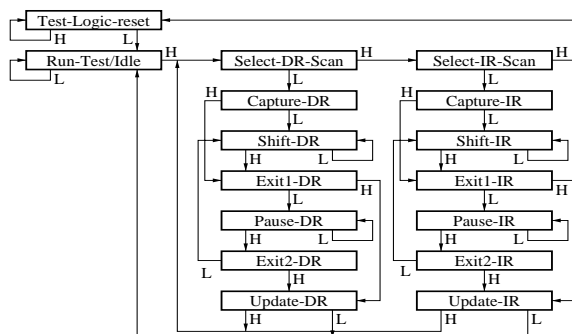 Test-Logic-reset
H L
Run-Test/Idle H Select-DR-Scan H Select-IR-Scan H
L
H L H L
Capture-DR Capture-IR
L L
Shift-DR Shift-IR
H L H L
Exit1-DR H Exit1-IR H
L L
Pause-DR Pause-IR
H L H L
Exit2-DR Exit2-IR
L H L H
Update-DR Update-IR
H L H L